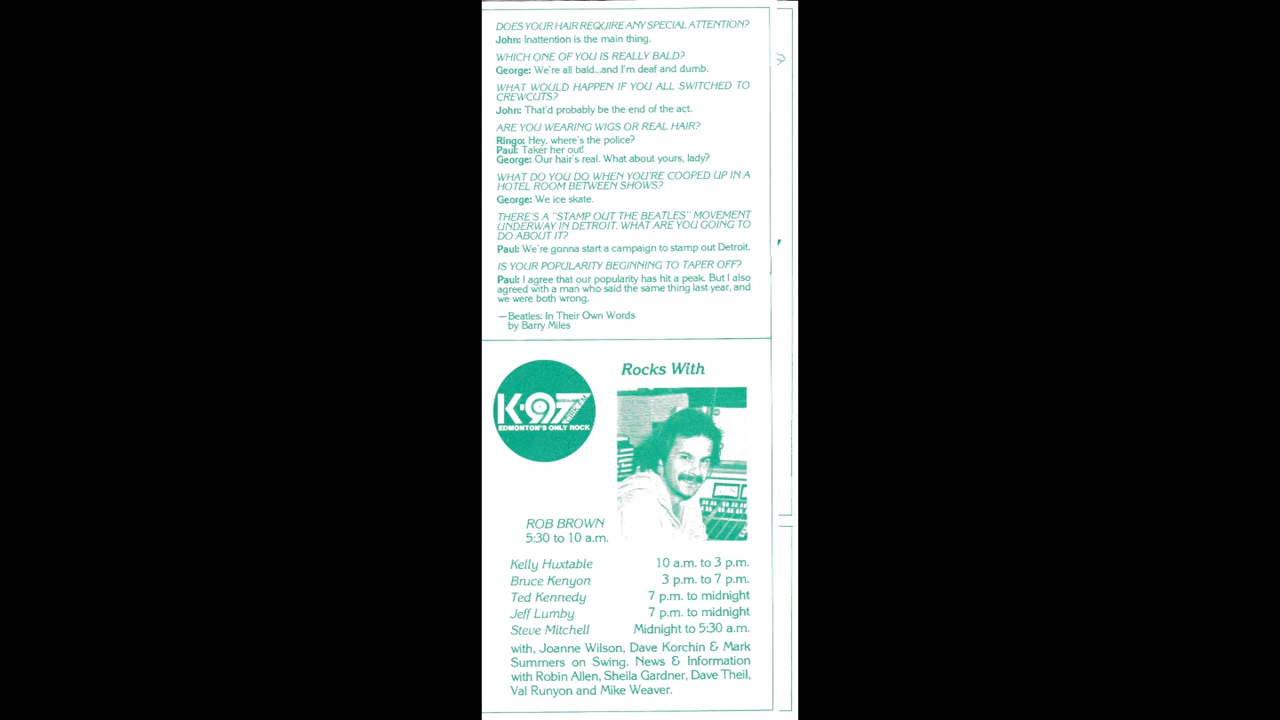 DOES YOUR HAIR REQUIRE ANY SPECIAL ATTENTION?
John: Inattention is the main thing.
WHICH ONE OF YOU IS REALLY BALD?
George: We're all bald...and I'm deaf and dumb.
WHAT WOULD HAPPEN IF YOU ALL SWITCHED TO
CREWCUTS?
John: That'd probably be the end of the act.
ARE YOU WEARING WIGS OR REAL HAIR?
Ringo: Hey, where's the police?
Paul: Taker her out!
George: Our hair's real. What about yours, lady?
WHAT DO YOU DO WHEN YOU'RE COOPED UP IN A
HOTEL ROOM BETWEEN SHOWS?
George: We ice skate.
THERE'S A "STAMP OUT THE BEATLES" MOVEMENT
UNDERWAY IN DETROIT. WHAT ARE YOU GOING TO
DO ABOUT IT?
Paul: We're gonna start a campaign to stamp out Detroit.
IS YOUR POPULARITY BEGINNING TO TAPER OFF?
Paul: I agree that our popularity has hit a peak. But I also
agreed with a man who said the same thing last year, and
we were both wrong.
—Beatles: In Their Own Words
by Barry Miles
K-97
EDMONTON'S ONLY ROCK
Rocks With
ROB BROWN
5:30 to 10 a.m.
Kelly Huxtable 10 a.m. to 3 p.m.
Bruce Kenyon 3 p.m. to 7 p.m.
Ted Kennedy 7 p.m. to midnight
Jeff Lumby 7 p.m. to midnight
Steve Mitchell Midnight to 5:30 a.m.
with, Joanne Wilson, Dave Korchin & Mark
Summers on Swing. News & Information
with Robin Allen, Sheila Gardner, Dave Theil,
Val Runyon and Mike Weaver.